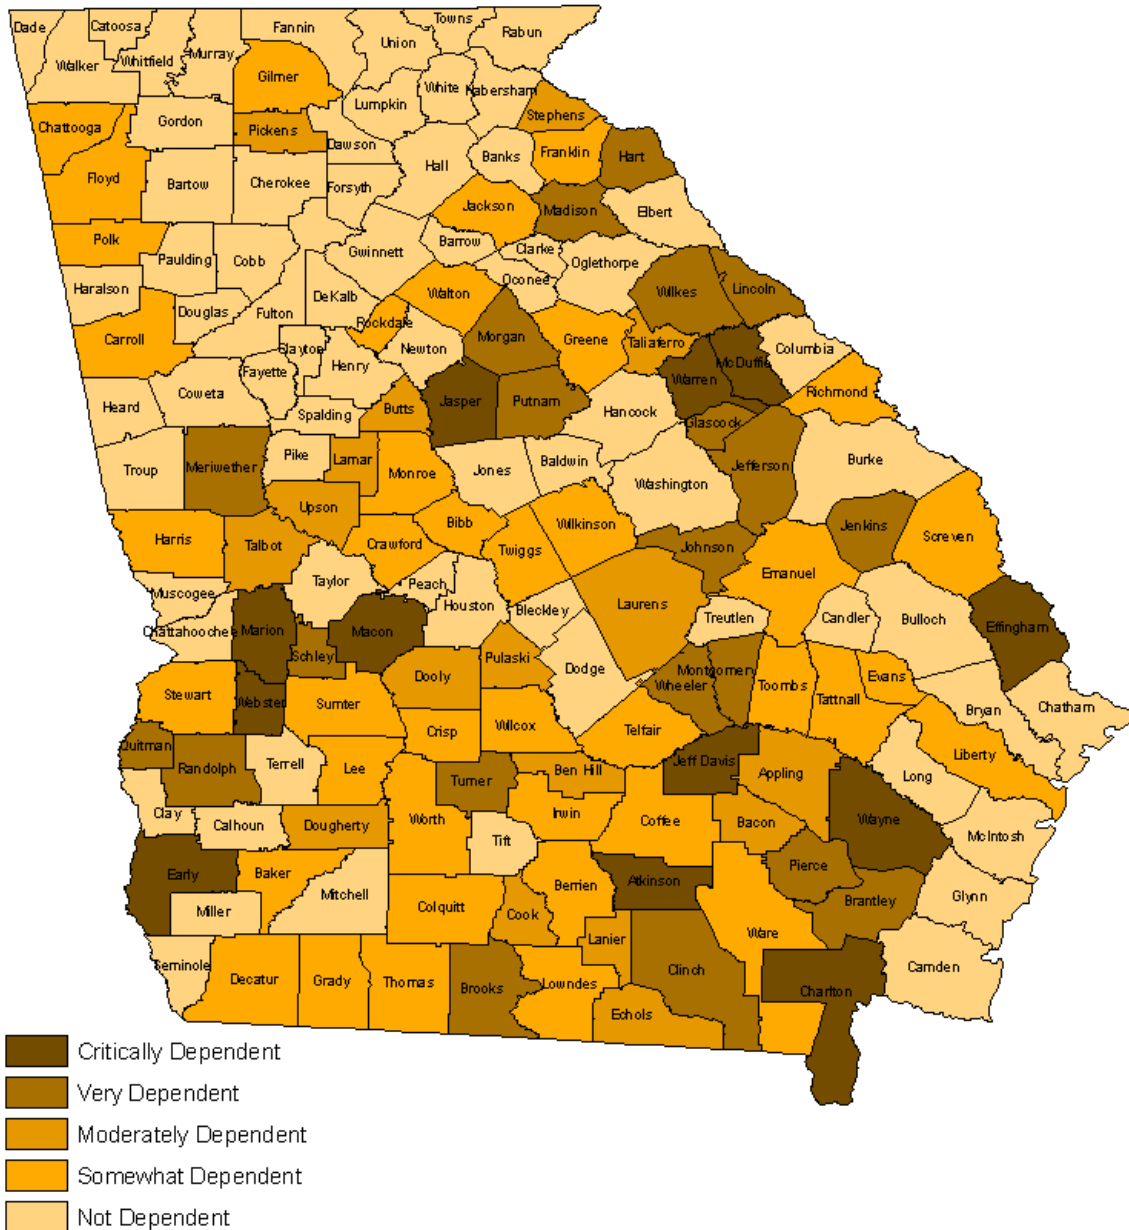 Dade
Catoosa
Fannin
Towns
Rabun
Union
Murray
Whitfield
Walker
Gilmer
White
Habersham
Lumpkin
Stephens
Chattooga
Gordon
Pickens
Dawson
Banks
Franklin
Hart
Hall
Floyd
Bartow
Cherokee
Forsyth
Jackson
Madison
Elbert
Polk
Gwinnett
Barrow
Clarke
Oglethorpe
Paulding
Cobb
Oconee
Haralson
DeKalb
Walton
Wilkes
Lincoln
Douglas
Fulton
Rockdale
Morgan
Greene
Taliaferro
Carroll
Clayton
Newton
Columbia
McDuffie
Henry
Fayette
Warren
Coweta
Jasper
Putnam
Richmond
Heard
Spalding
Butts
Hancock
Glascock
Pike
Lamar
Monroe
Troup
Meriwether
Jones
Baldwin
Burke
Jefferson
Washington
Upson
Bibb
Wilkinson
Jenkins
Harris
Talbot
Crawford
Twiggs
Johnson
Screven
Emanuel
Taylor
Peach
Muscogee
Houston
Bleckley
Laurens
Treutlen
Candler
Bulloch
Effingham
Chattahoochee
Marion
Macon
Schley
Pulaski
Dodge
Montgomery
Dooly
Wheeler
Toombs
Evans
Stewart
Webster
Sumter
Tattnall
Bryan
Chatham
Wilcox
Telfair
Crisp
Quitman
Randolph
Terrell
Lee
Turner
Ben Hill
Jeff Davis
Appling
Liberty
Long
Clay
Calhoun
Dougherty
Worth
Irwin
Coffee
Bacon
Wayne
McIntosh
Tift
Early
Baker
Mitchell
Berrien
Atkinson
Pierce
Glynn
Miller
Colquitt
Cook
Brantley
Lanier
Ware
Seminole
Decatur
Grady
Thomas
Brooks
Lowndes
Clinch
Camden
Charlton
Echols
Critically Dependent
Very Dependent
Moderately Dependent
Somewhat Dependent
Not Dependent